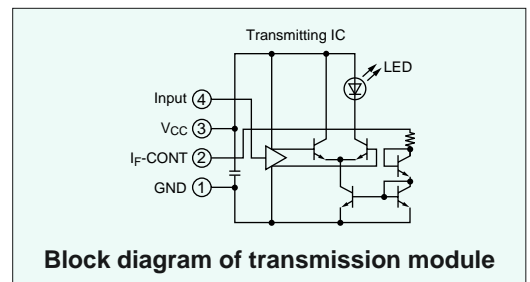 Transmitting IC
LED
Input 4
VCC 3
IF-CONT 2
GND 1
Block diagram of transmission module